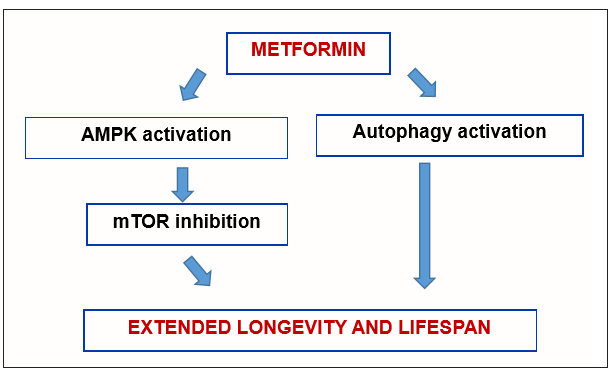 METFORMIN
AMPK activation
Autophagy activation
mTOR inhibition
EXTENDED LONGEVITY AND LIFESPAN